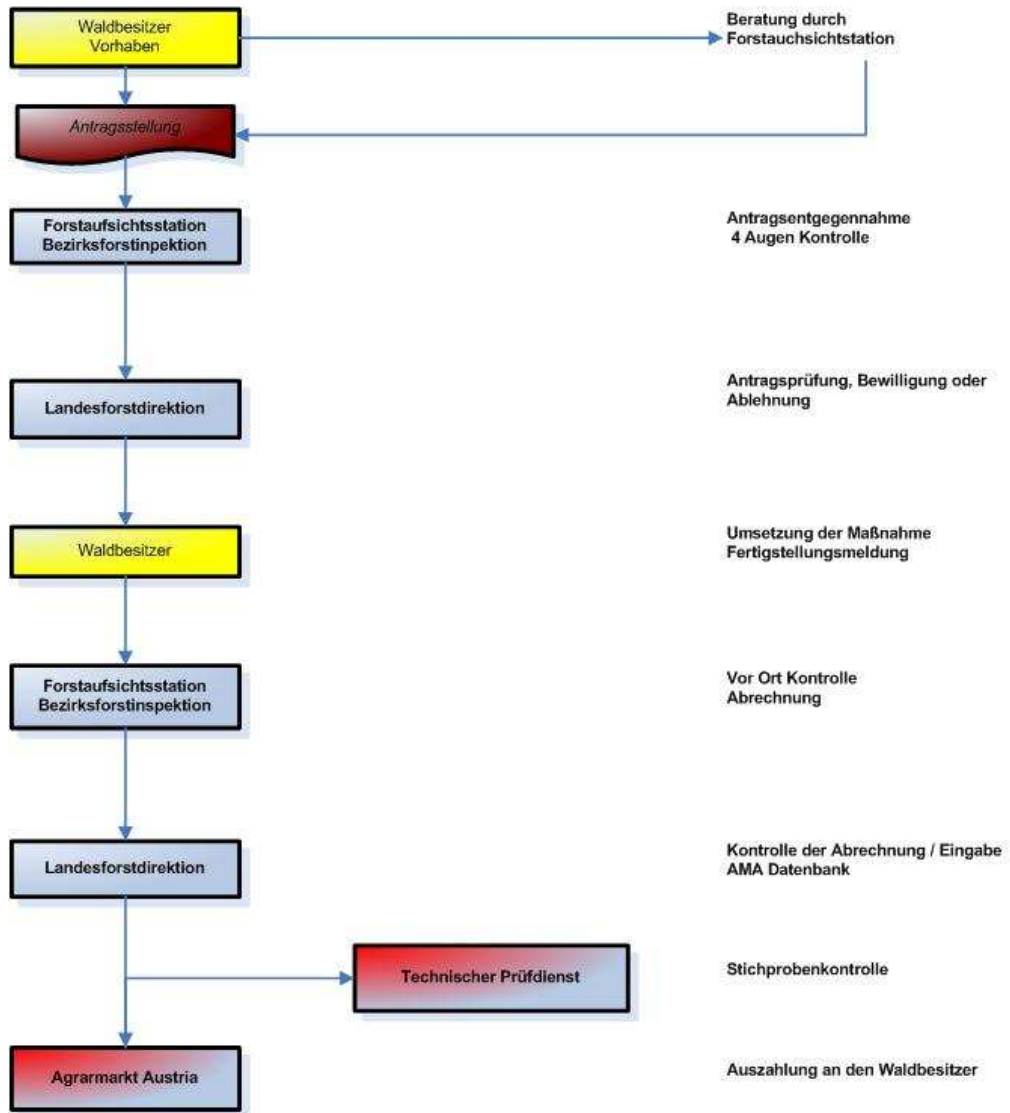 Waldbesitzer
Vorhaben
Beratung durch
Forstauchsichtstation
Antragsstellung
Forstaufsichtsstation
Bezirksforstinpektion
Antragsentgegennahme
4 Augen Kontrolle
Landesforstdirektion
Antragsprüfung, Bewilligung oder
Ablehnung
Waldbesitzer
Umsetzung der Maßnahme
Fertigstellungsmeldung
Forstaufsichtsstation
Bezirksforstinspektion
Vor Ort Kontrolle
Abrechnung
Landesforstdirektion
Kontrolle der Abrechnung / Eingabe
AMA Datenbank
Technischer Prüfdienst
Stichprobenkontrolle
Agrarmarkt Austria
Auszahlung an den Waldbesitzer